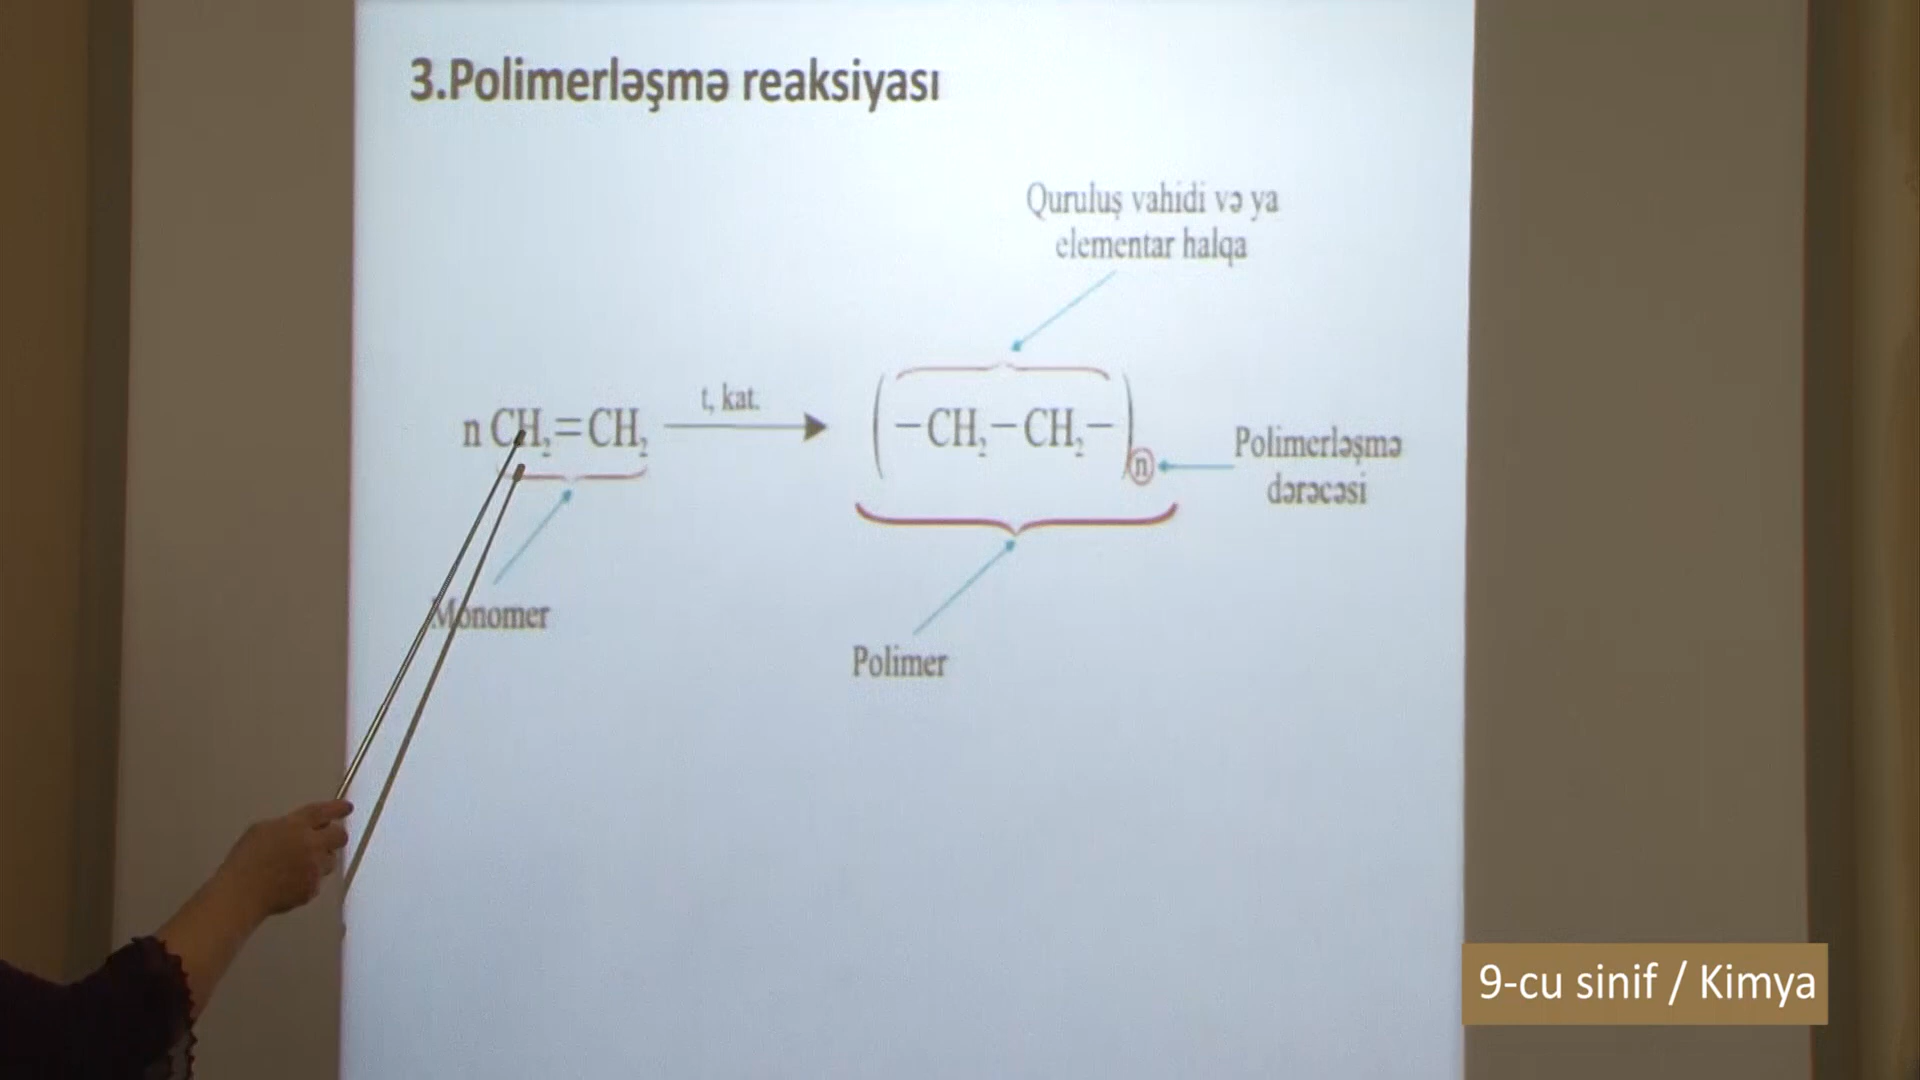 3.Polimerləşmə reaksiyası
Quruluş vahidi və ya
elementar halqa
n CH₂=CH₂
t, kat.
(−CH₂−CH₂−)n
Polimerləşmə
dərəcəsi
Monomer
Polimer
9-cu sinif / Kimya